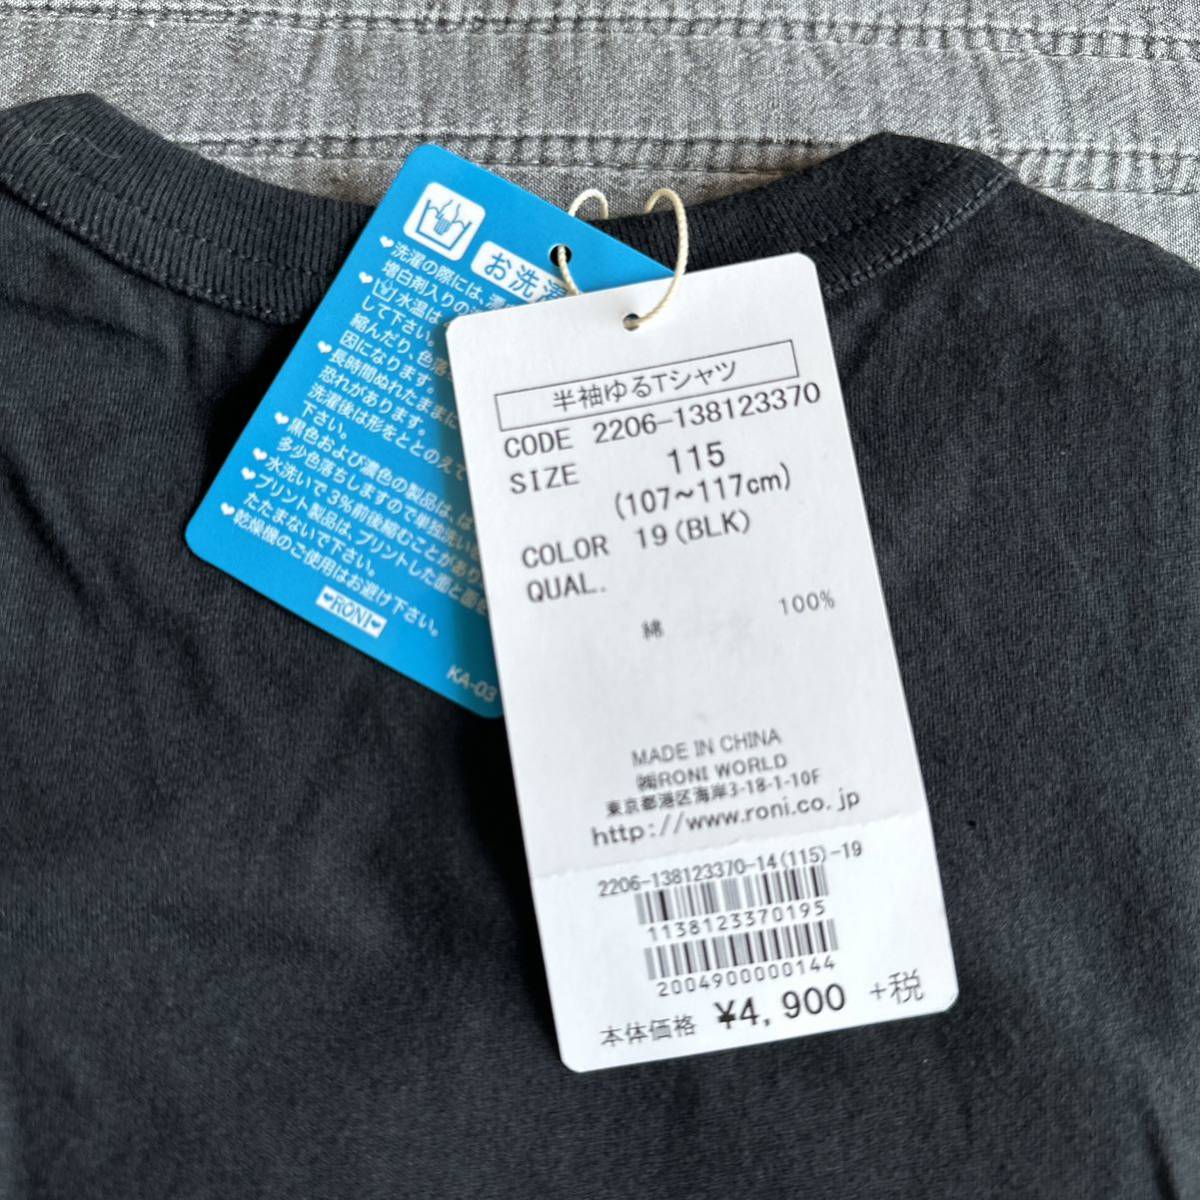 お洗濯
❤洗濯の際には、
増白剤入りの
❤水温は
して下さい。
縮んだり、色落
因になります。
❤長時間ぬれたままに
恐れがあります。
洗濯後は形をととのえて
下さい。
❤黒色および濃色の製品は、
多少色落ちしますので単独洗い
❤水洗いで3%前後縮むことがあり
❤プリント製品は、プリントした面と
たたまないで下さい。
❤乾燥機のご使用はお避け下さい。
❤RONI❤
KA-03
半袖ゆるTシャツ
CODE 2206-138123370
SIZE 115
(107~117cm)
COLOR 19(BLK)
QUAL.
綿 100%
MADE IN CHINA
㈱RONI WORLD
東京都港区海岸3-18-1-10F
http://www.roni.co.jp
2206-138123370-14(115)-19
1138123370195
2004900000144
本体価格 ¥4,900 +税